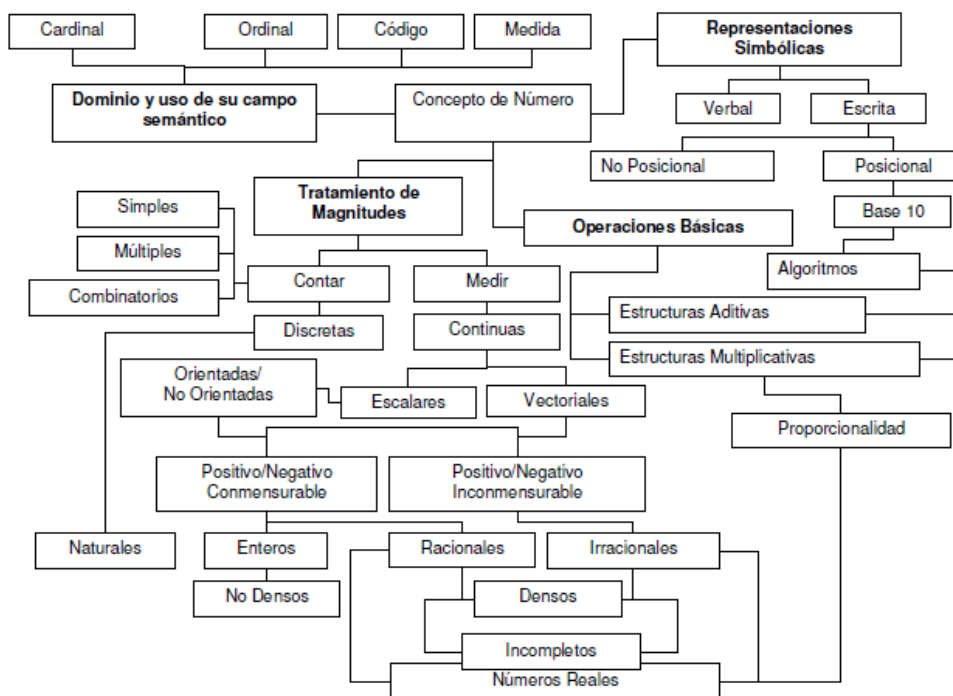 Cardinal
Ordinal
Código
Medida
Representaciones
Simbólicas
Dominio y uso de su campo
semántico
Concepto de Número
Verbal
Escrita
No Posicional
Posicional
Tratamiento de
Magnitudes
Simples
Base 10
Operaciones Básicas
Múltiples
Contar
Medir
Algoritmos
Combinatorios
Discretas
Continuas
Estructuras Aditivas
Estructuras Multiplicativas
Orientadas/
No Orientadas
Escalares
Vectoriales
Proporcionalidad
Positivo/Negativo
Conmensurable
Positivo/Negativo
Inconmensurable
Naturales
Enteros
Racionales
Irracionales
No Densos
Densos
Incompletos
Números Reales